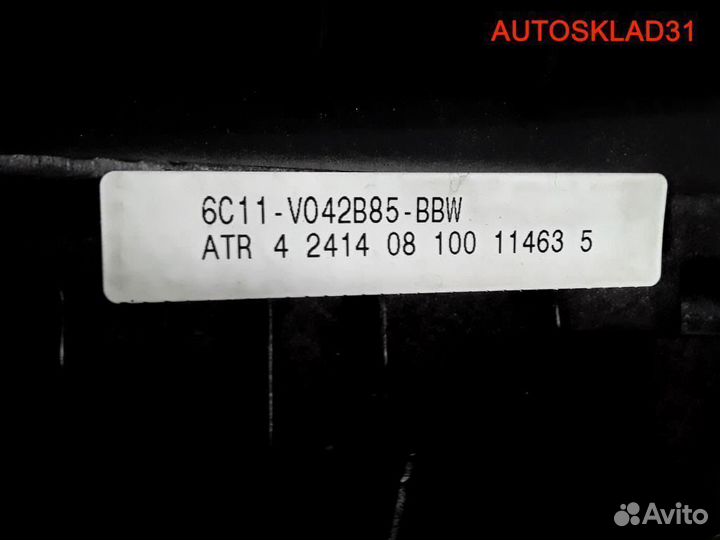 AUTOSKLAD31
6C11-V042B85-BBW
ATR 4 2414 08 100 11463 5
Avito